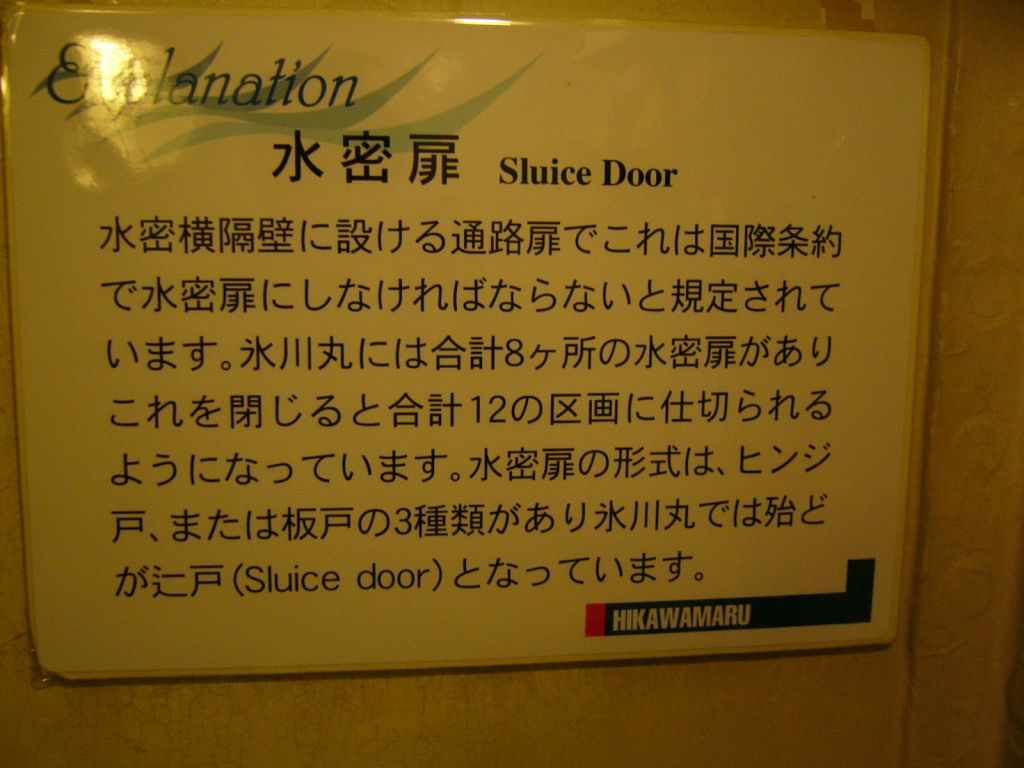 Explanation
水密扉 Sluice Door
水密横隔壁に設ける通路扉でこれは国際条約
で水密扉にしなければならないと規定されて
います。氷川丸には合計8ヶ所の水密扉があり
これを閉じると合計12の区画に仕切られる
ようになっています。水密扉の形式は、ヒンジ
戸、または板戸の3種類があり氷川丸では殆ど
が辷戸(Sluice door)となっています。
HIKAWAMARU